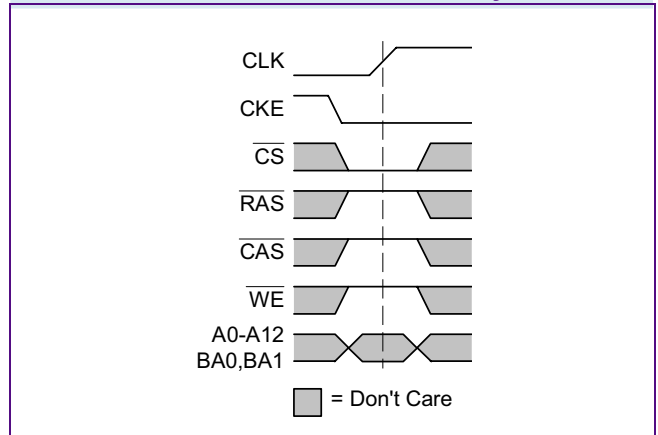 CLK
CKE
CS
RAS
CAS
WE
A0-A12
BA0,BA1
= Don't Care